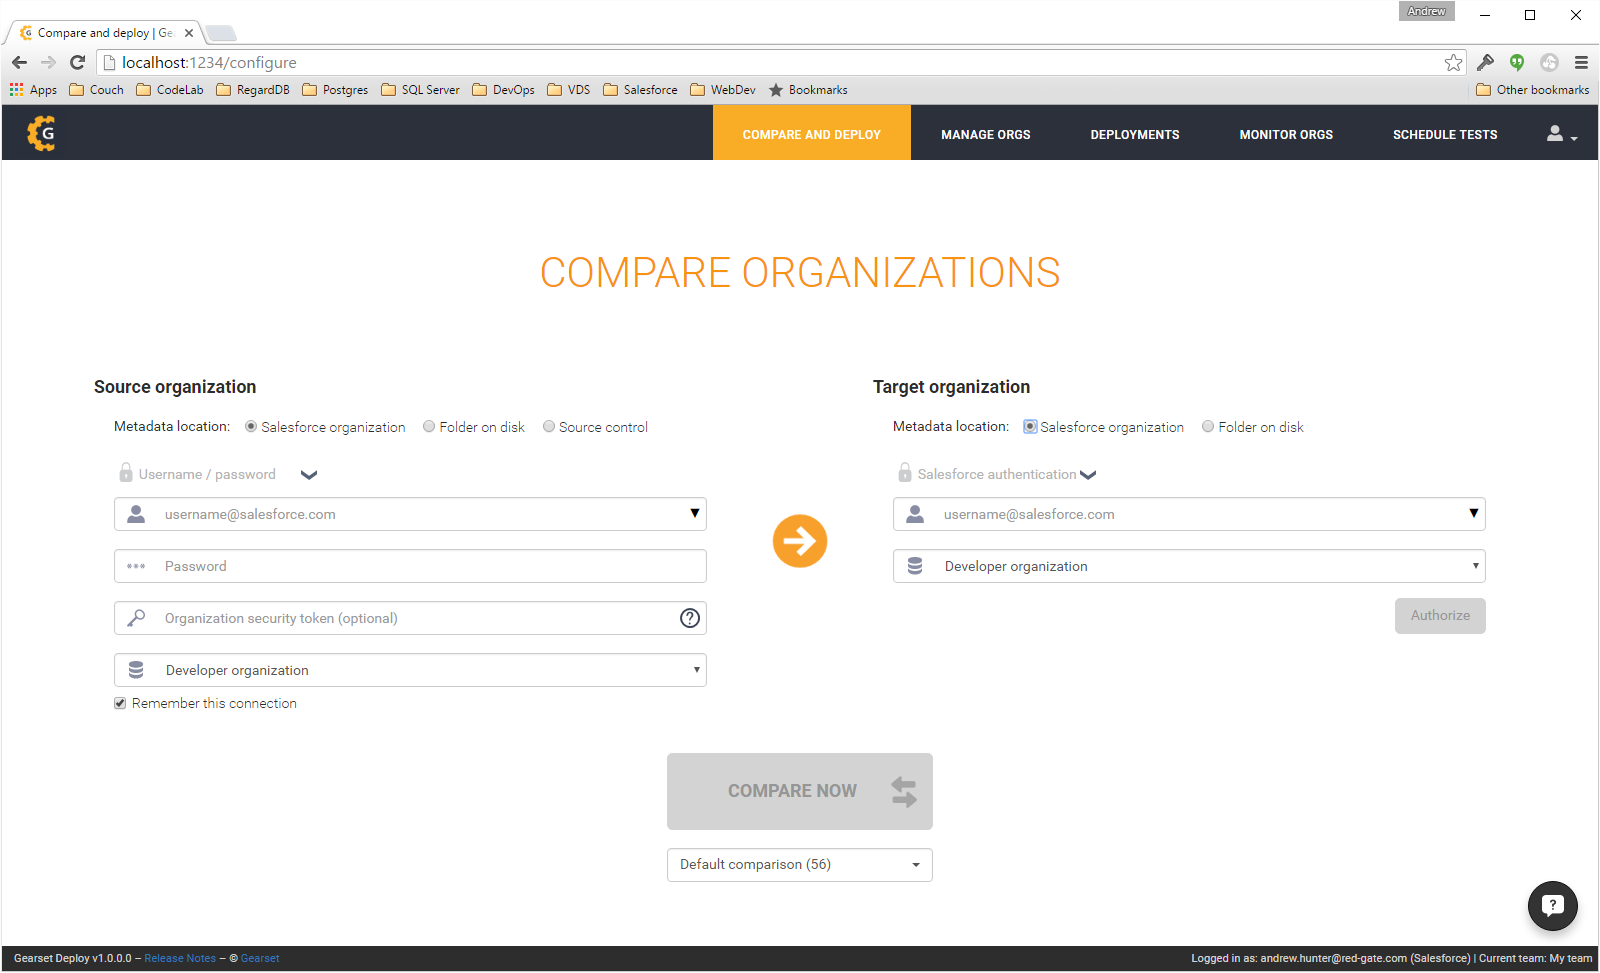 Andrew
Compare and deploy | Ge
localhost:1234/configure
Apps Couch CodeLab RegardDB Postgres SQL Server DevOps VDS Salesforce WebDev Bookmarks Other bookmarks
G COMPARE AND DEPLOY MANAGE ORGS DEPLOYMENTS MONITOR ORGS SCHEDULE TESTS
COMPARE ORGANIZATIONS
Source organization
Metadata location: Salesforce organization Folder on disk Source control
Username / password
username@salesforce.com
*** Password
Organization security token (optional) ?
Developer organization
Remember this connection
Target organization
Metadata location: Salesforce organization Folder on disk
Salesforce authentication
username@salesforce.com
Developer organization
Authorize
COMPARE NOW
Default comparison (56)
?
Gearset Deploy v1.0.0.0 – Release Notes – © Gearset
Logged in as: andrew.hunter@red-gate.com (Salesforce) | Current team: My team